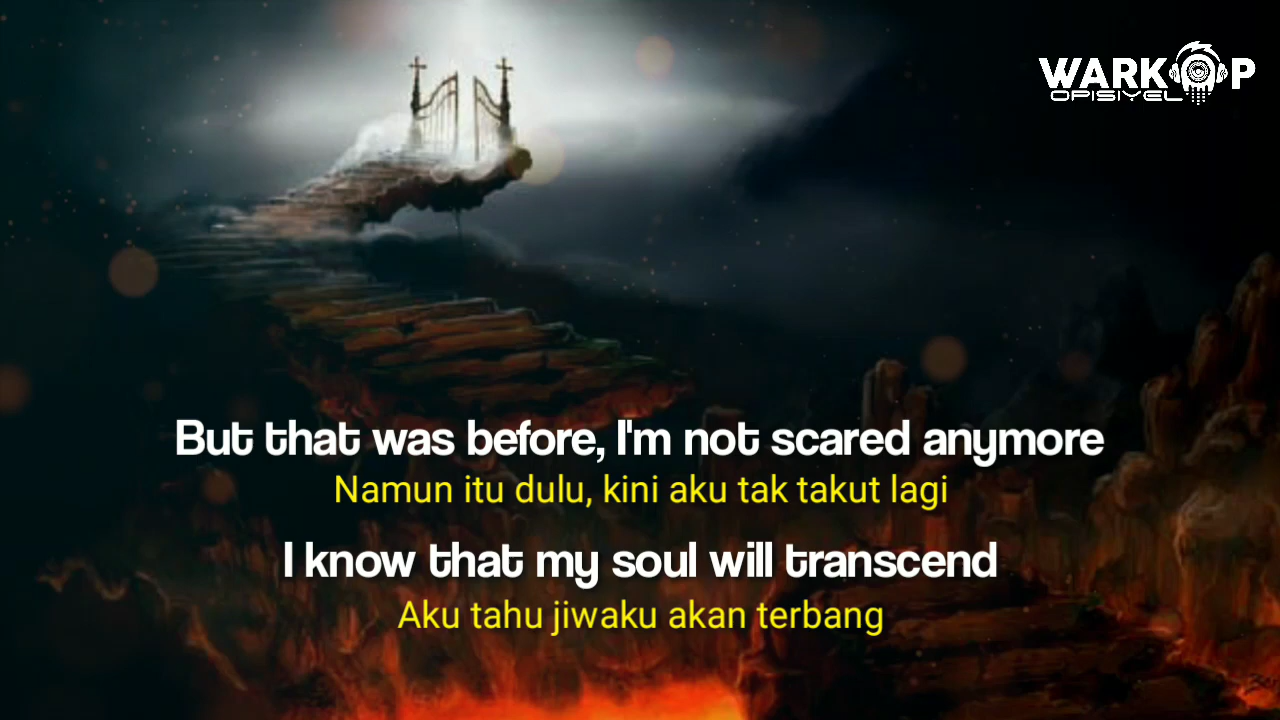 WARKOP
OPISIYEL
But that was before, I'm not scared anymore
Namun itu dulu, kini aku tak takut lagi
I know that my soul will transcend
Aku tahu jiwaku akan terbang